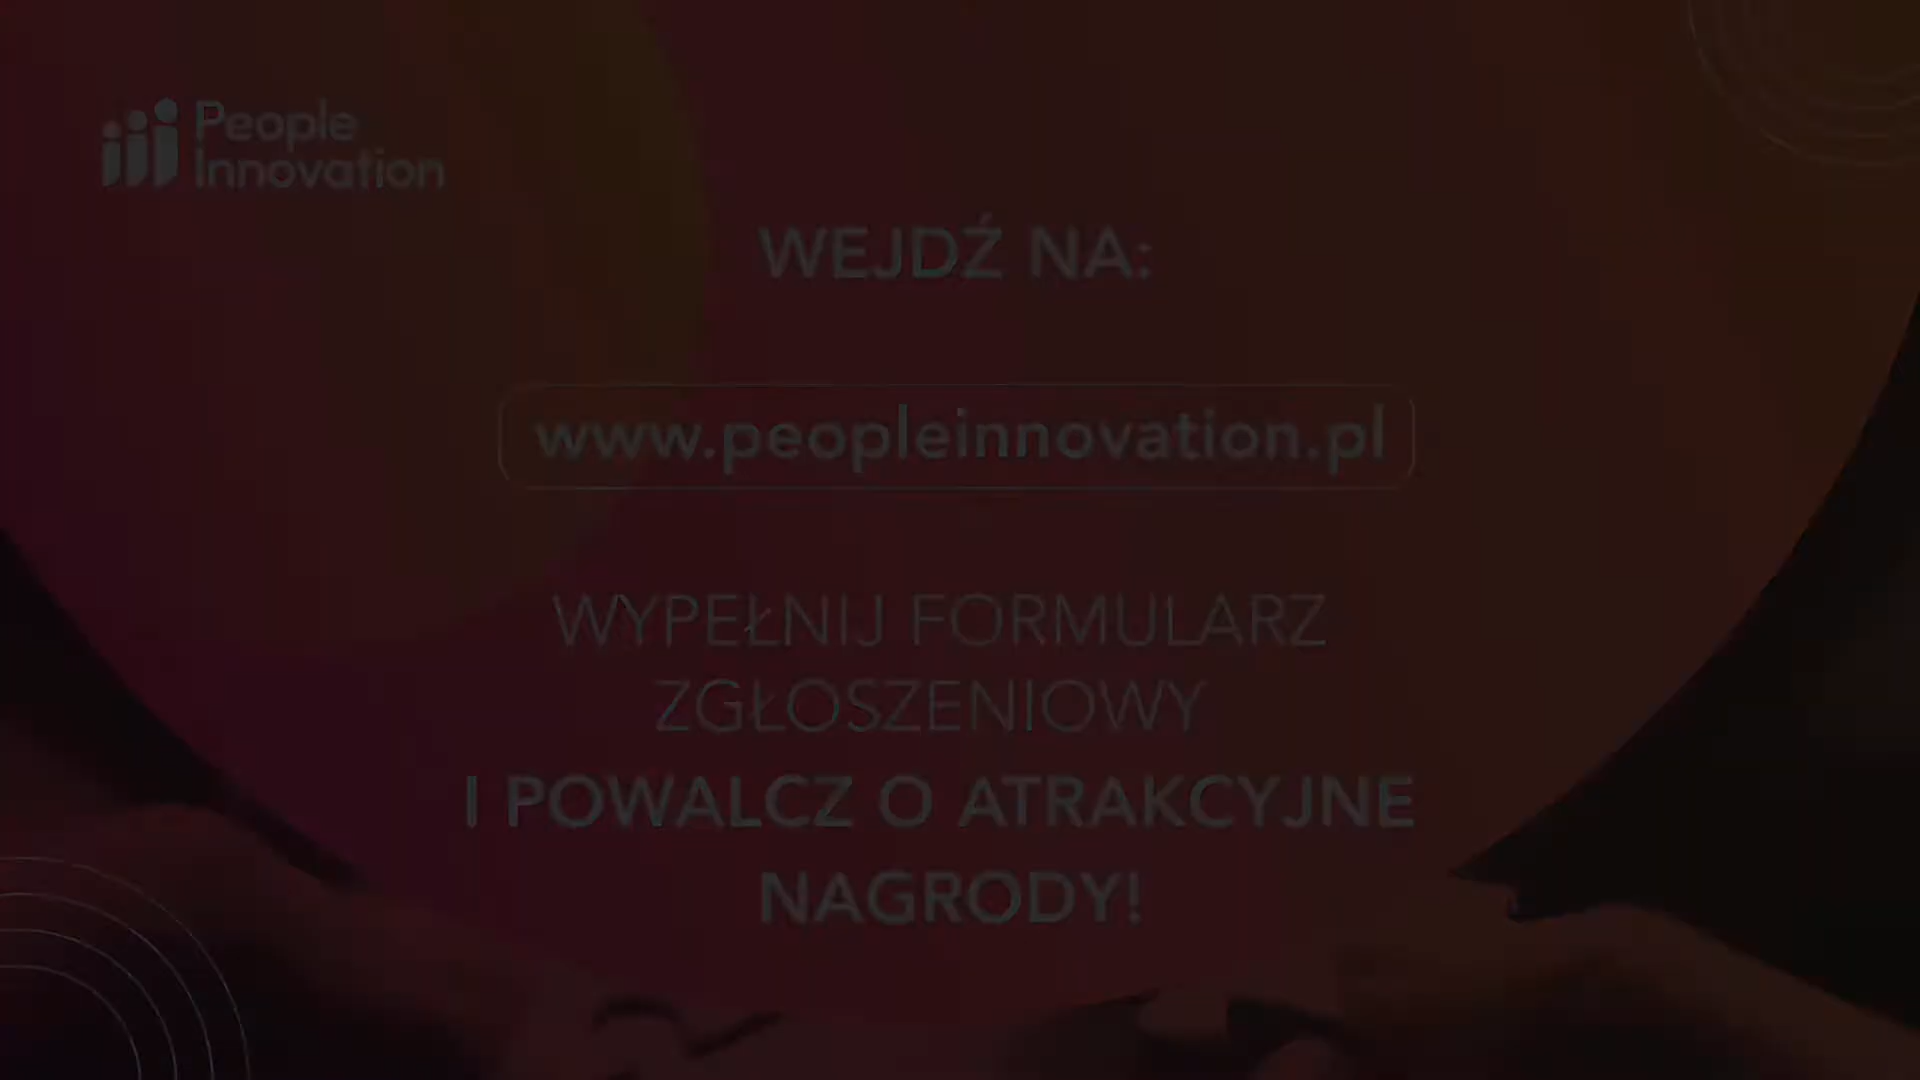 People
Innovation
WEJDŹ NA:
www.peopleinnovation.pl
WYPEŁNIJ FORMULARZ
ZGŁOSZENIOWY
I POWALCZ O ATRAKCYJNE
NAGRODY!